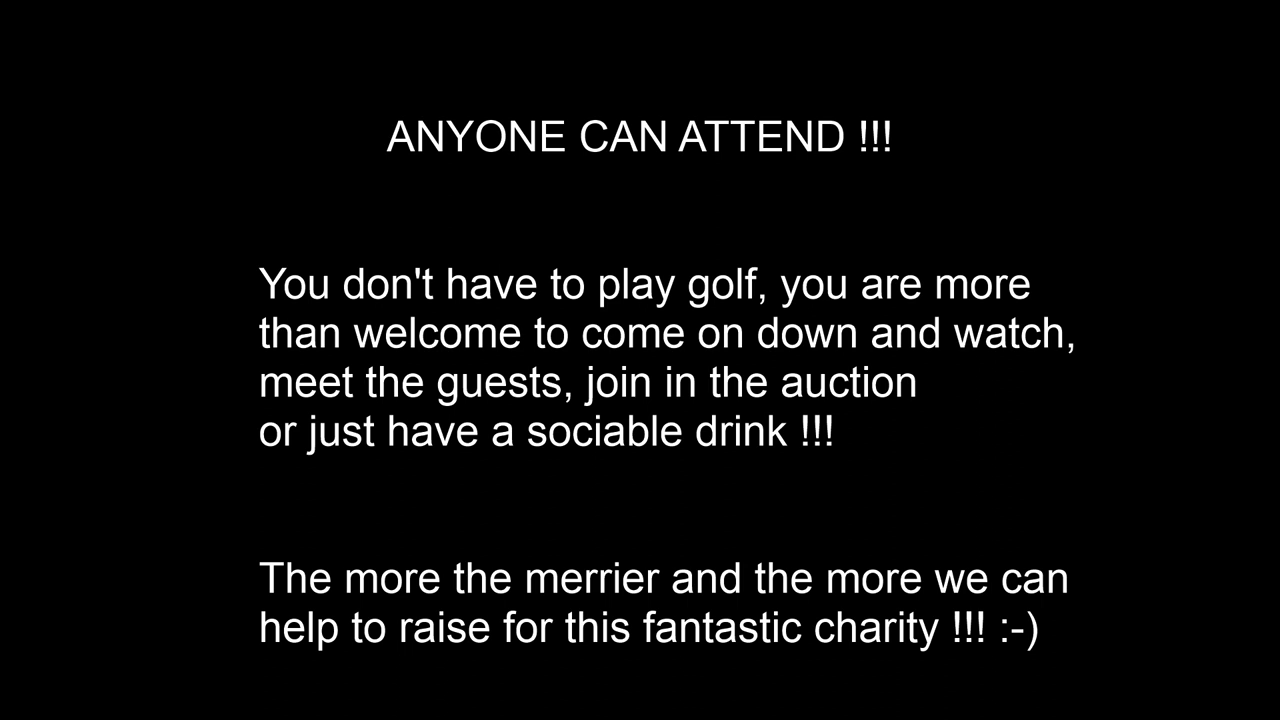 ANYONE CAN ATTEND !!!
You don't have to play golf, you are more
than welcome to come on down and watch,
meet the guests, join in the auction
or just have a sociable drink !!!
The more the merrier and the more we can
help to raise for this fantastic charity !!! :-)